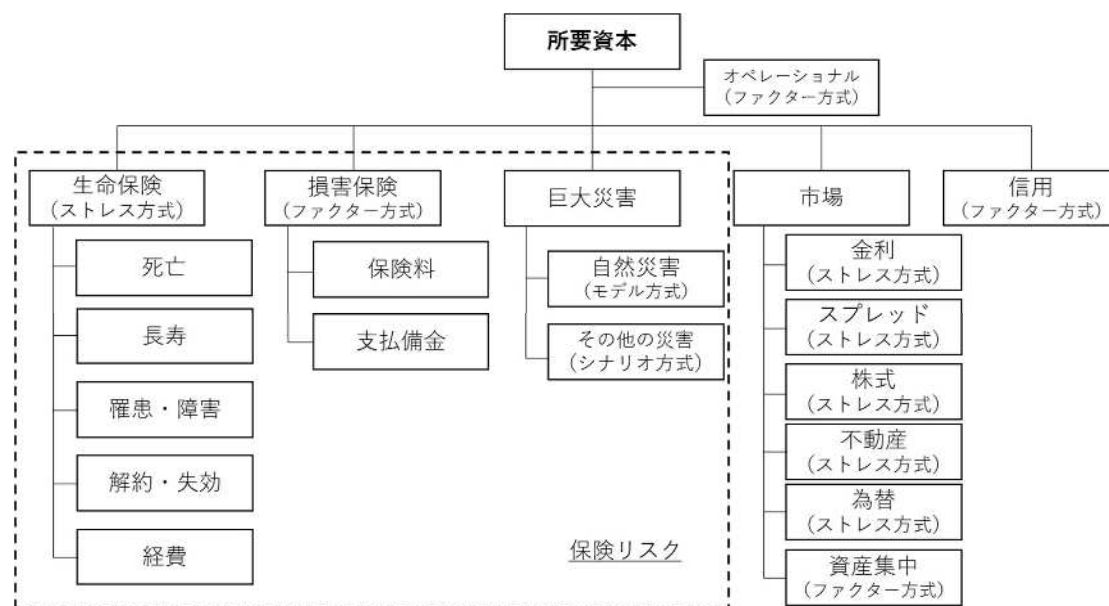 所要資本
オペレーショナル
(ファクター方式)
生命保険
(ストレス方式)
損害保険
(ファクター方式)
巨大災害
市場
信用
(ファクター方式)
死亡
長寿
罹患・障害
解約・失効
経費
保険料
支払備金
自然災害
(モデル方式)
その他の災害
(シナリオ方式)
保険リスク
金利
(ストレス方式)
スプレッド
(ストレス方式)
株式
(ストレス方式)
不動産
(ストレス方式)
為替
(ストレス方式)
資産集中
(ファクター方式)